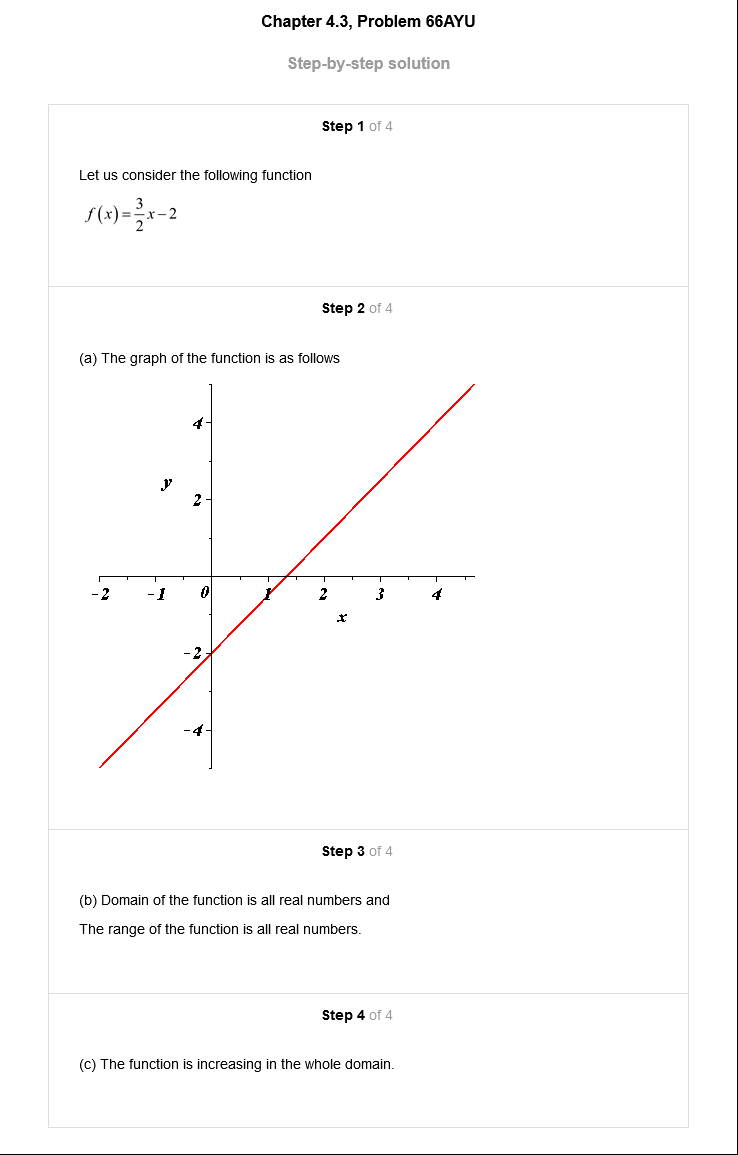 Chapter 4.3, Problem 66AYU
Step-by-step solution
Step 1 of 4
Let us consider the following function
f(x)=3/2x−2
Step 2 of 4
(a) The graph of the function is as follows
4
y
2
-2 -1 0 1 2 3 4
x
-2
-4
Step 3 of 4
(b) Domain of the function is all real numbers and
The range of the function is all real numbers.
Step 4 of 4
(c) The function is increasing in the whole domain.